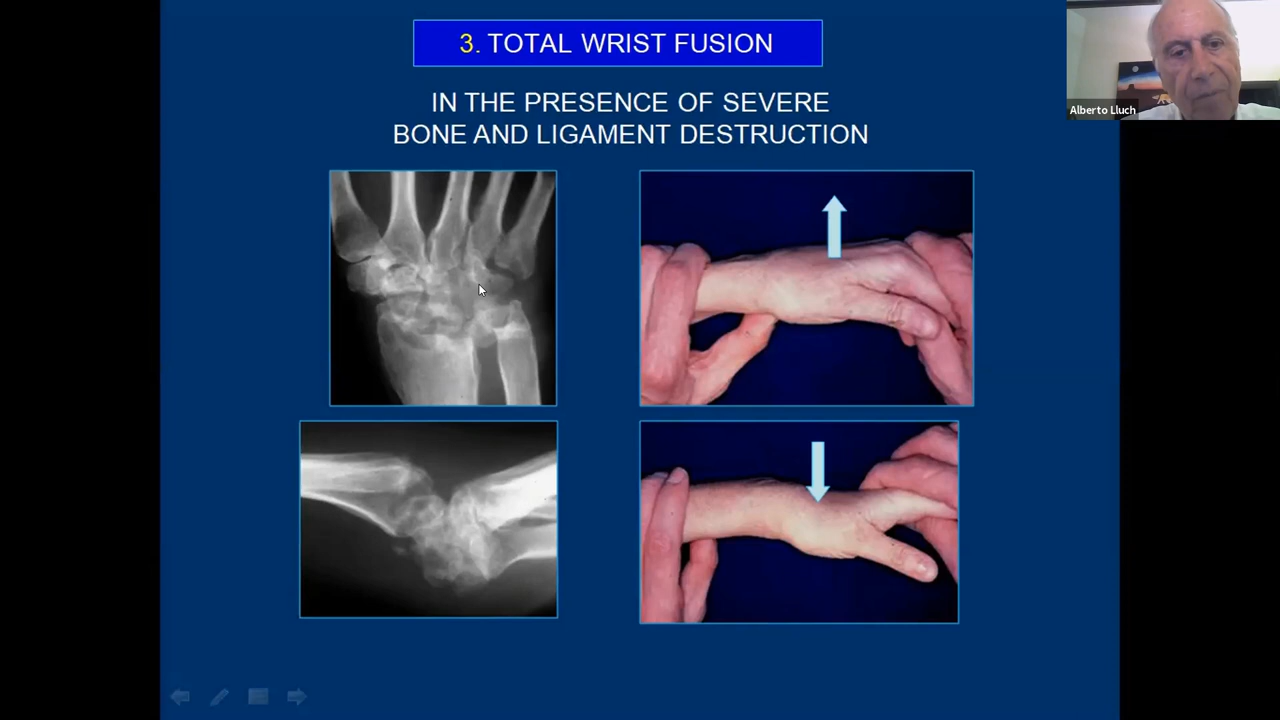 3. TOTAL WRIST FUSION
IN THE PRESENCE OF SEVERE
BONE AND LIGAMENT DESTRUCTION
Alberto Lluch